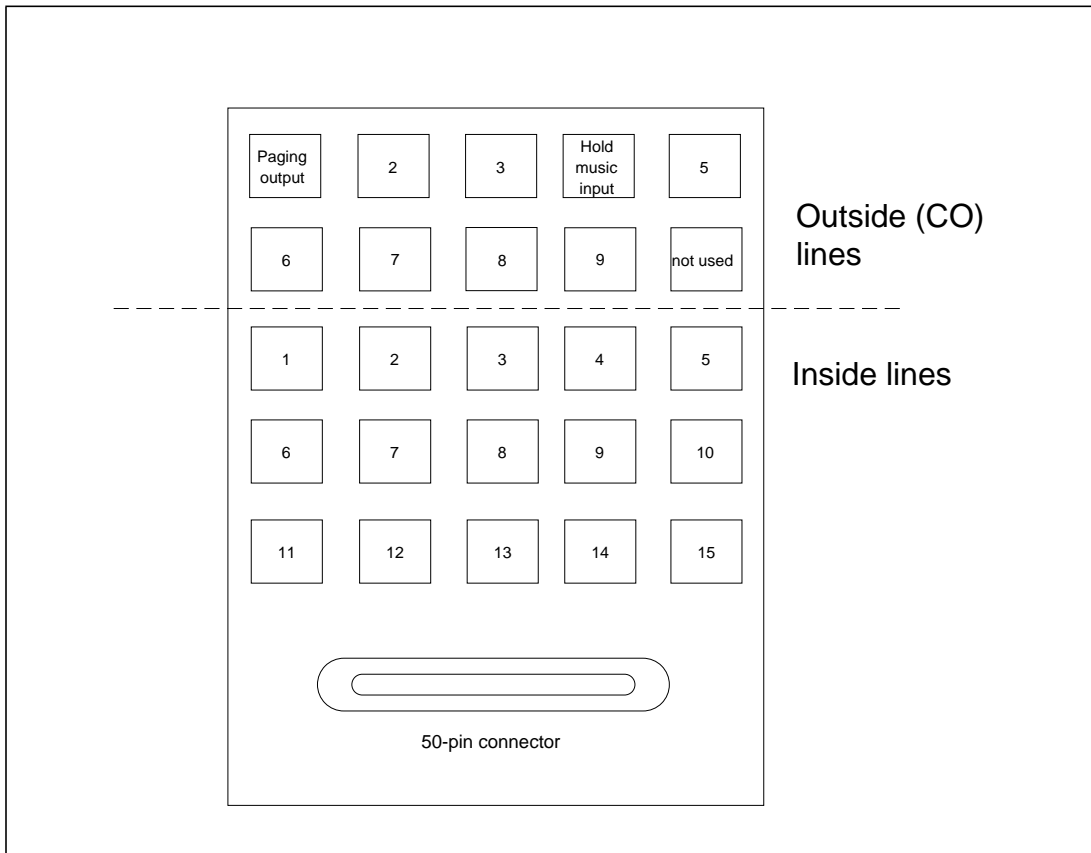 Paging
output
2
3
Hold
music
input
5
Outside (CO)
lines
6
7
8
9
not used
1
2
3
4
5
Inside lines
6
7
8
9
10
11
12
13
14
15
50-pin connector